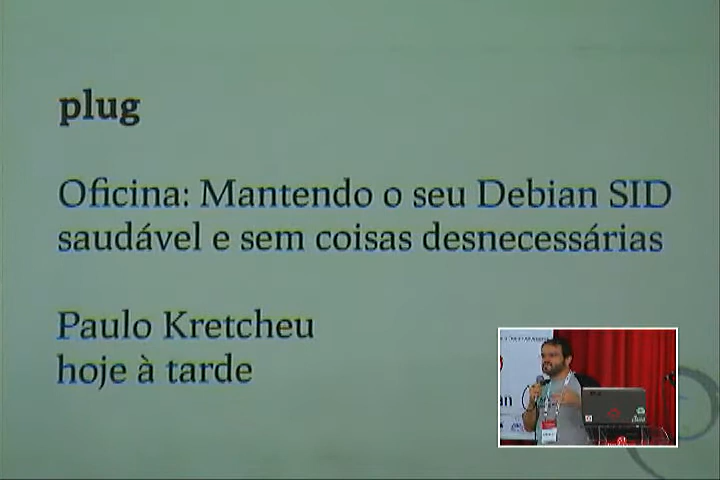 plug
Oficina: Mantendo o seu Debian SID
saudável e sem coisas desnecessárias
Paulo Kretcheu
hoje à tarde